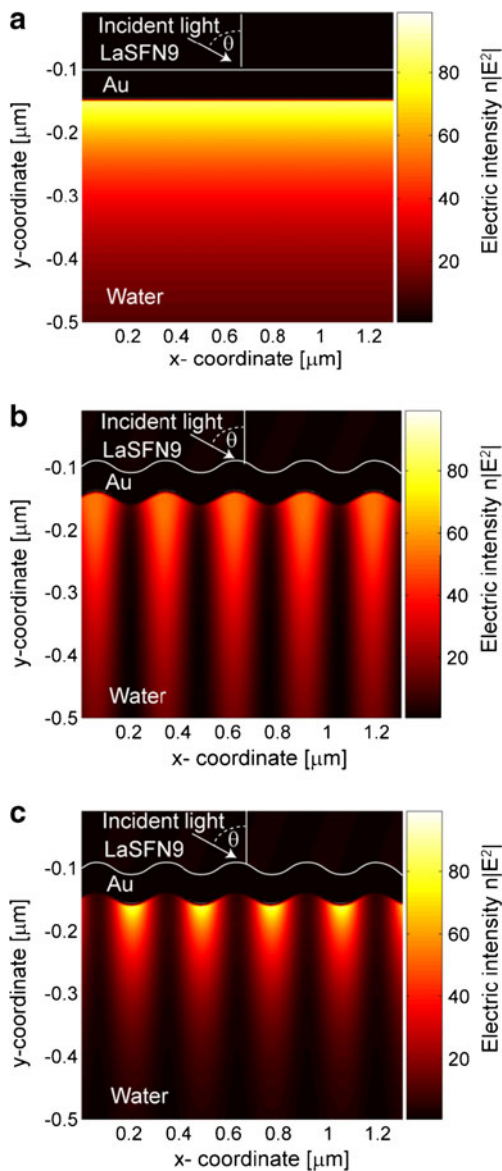 a
Incident light
θ
LaSFN9
Au
Water
-0.1
-0.2
-0.3
-0.4
-0.5
y-coordinate [μm]
0.2 0.4 0.6 0.8 1 1.2
x- coordinate [μm]
80
60
40
20
Electric intensity n|E²|
b
Incident light
θ
LaSFN9
Au
Water
-0.1
-0.2
-0.3
-0.4
-0.5
y-coordinate [μm]
0.2 0.4 0.6 0.8 1 1.2
x- coordinate [μm]
80
60
40
20
Electric intensity n|E²|
c
Incident light
θ
LaSFN9
Au
Water
-0.1
-0.2
-0.3
-0.4
-0.5
y-coordinate [μm]
0.2 0.4 0.6 0.8 1 1.2
x- coordinate [μm]
80
60
40
20
Electric intensity n|E²|